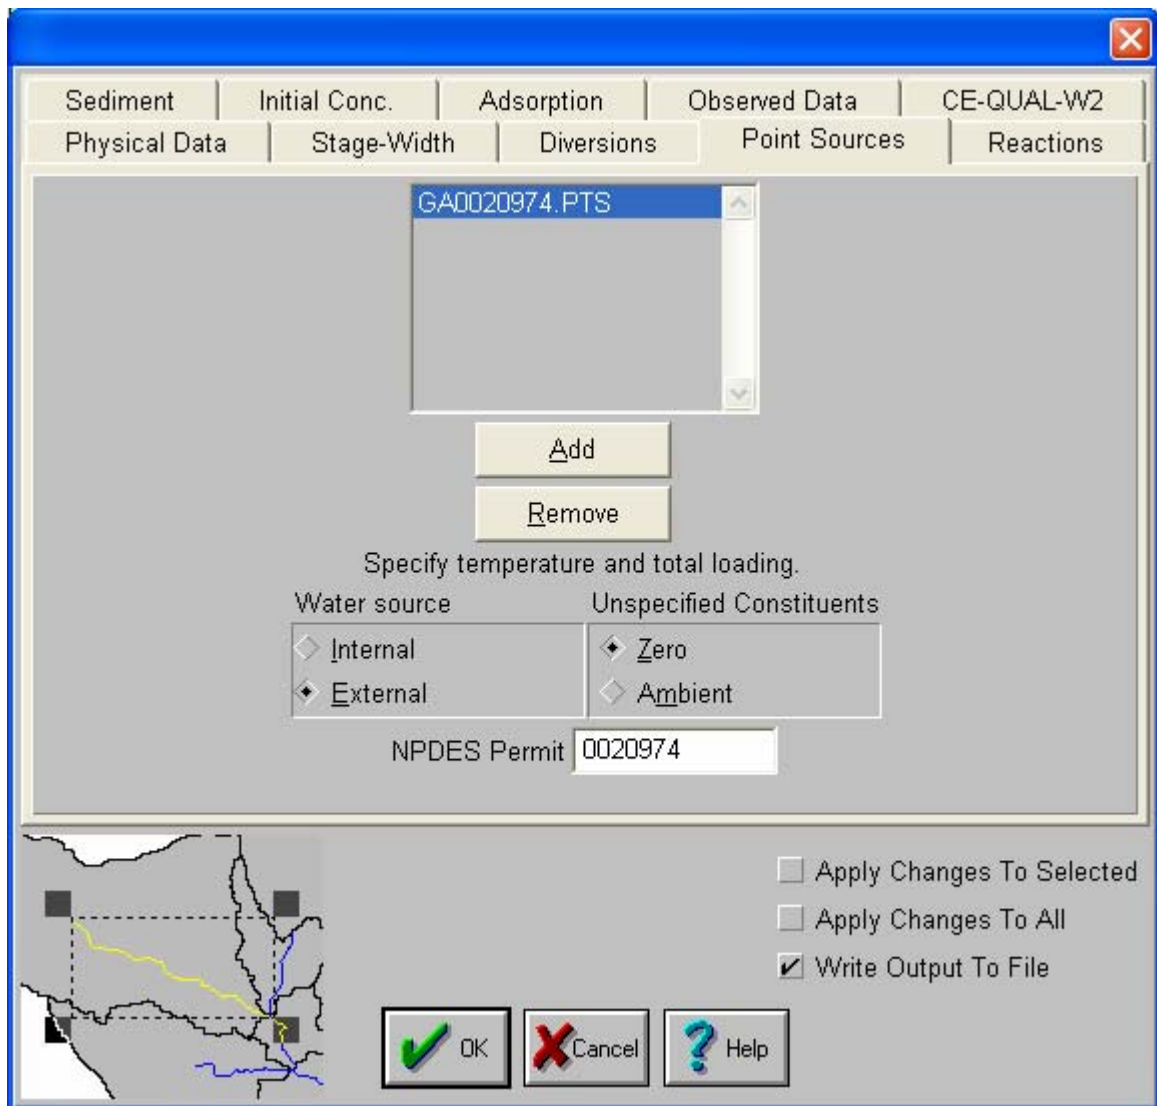 Sediment Initial Conc. Adsorption Observed Data CE-QUAL-W2
Physical Data Stage-Width Diversions Point Sources Reactions
GA0020974.PTS
Add
Remove
Specify temperature and total loading.
Water source Unspecified Constituents
Internal Zero
External Ambient
NPDES Permit 0020974
Apply Changes To Selected
Apply Changes To All
Write Output To File
OK Cancel Help